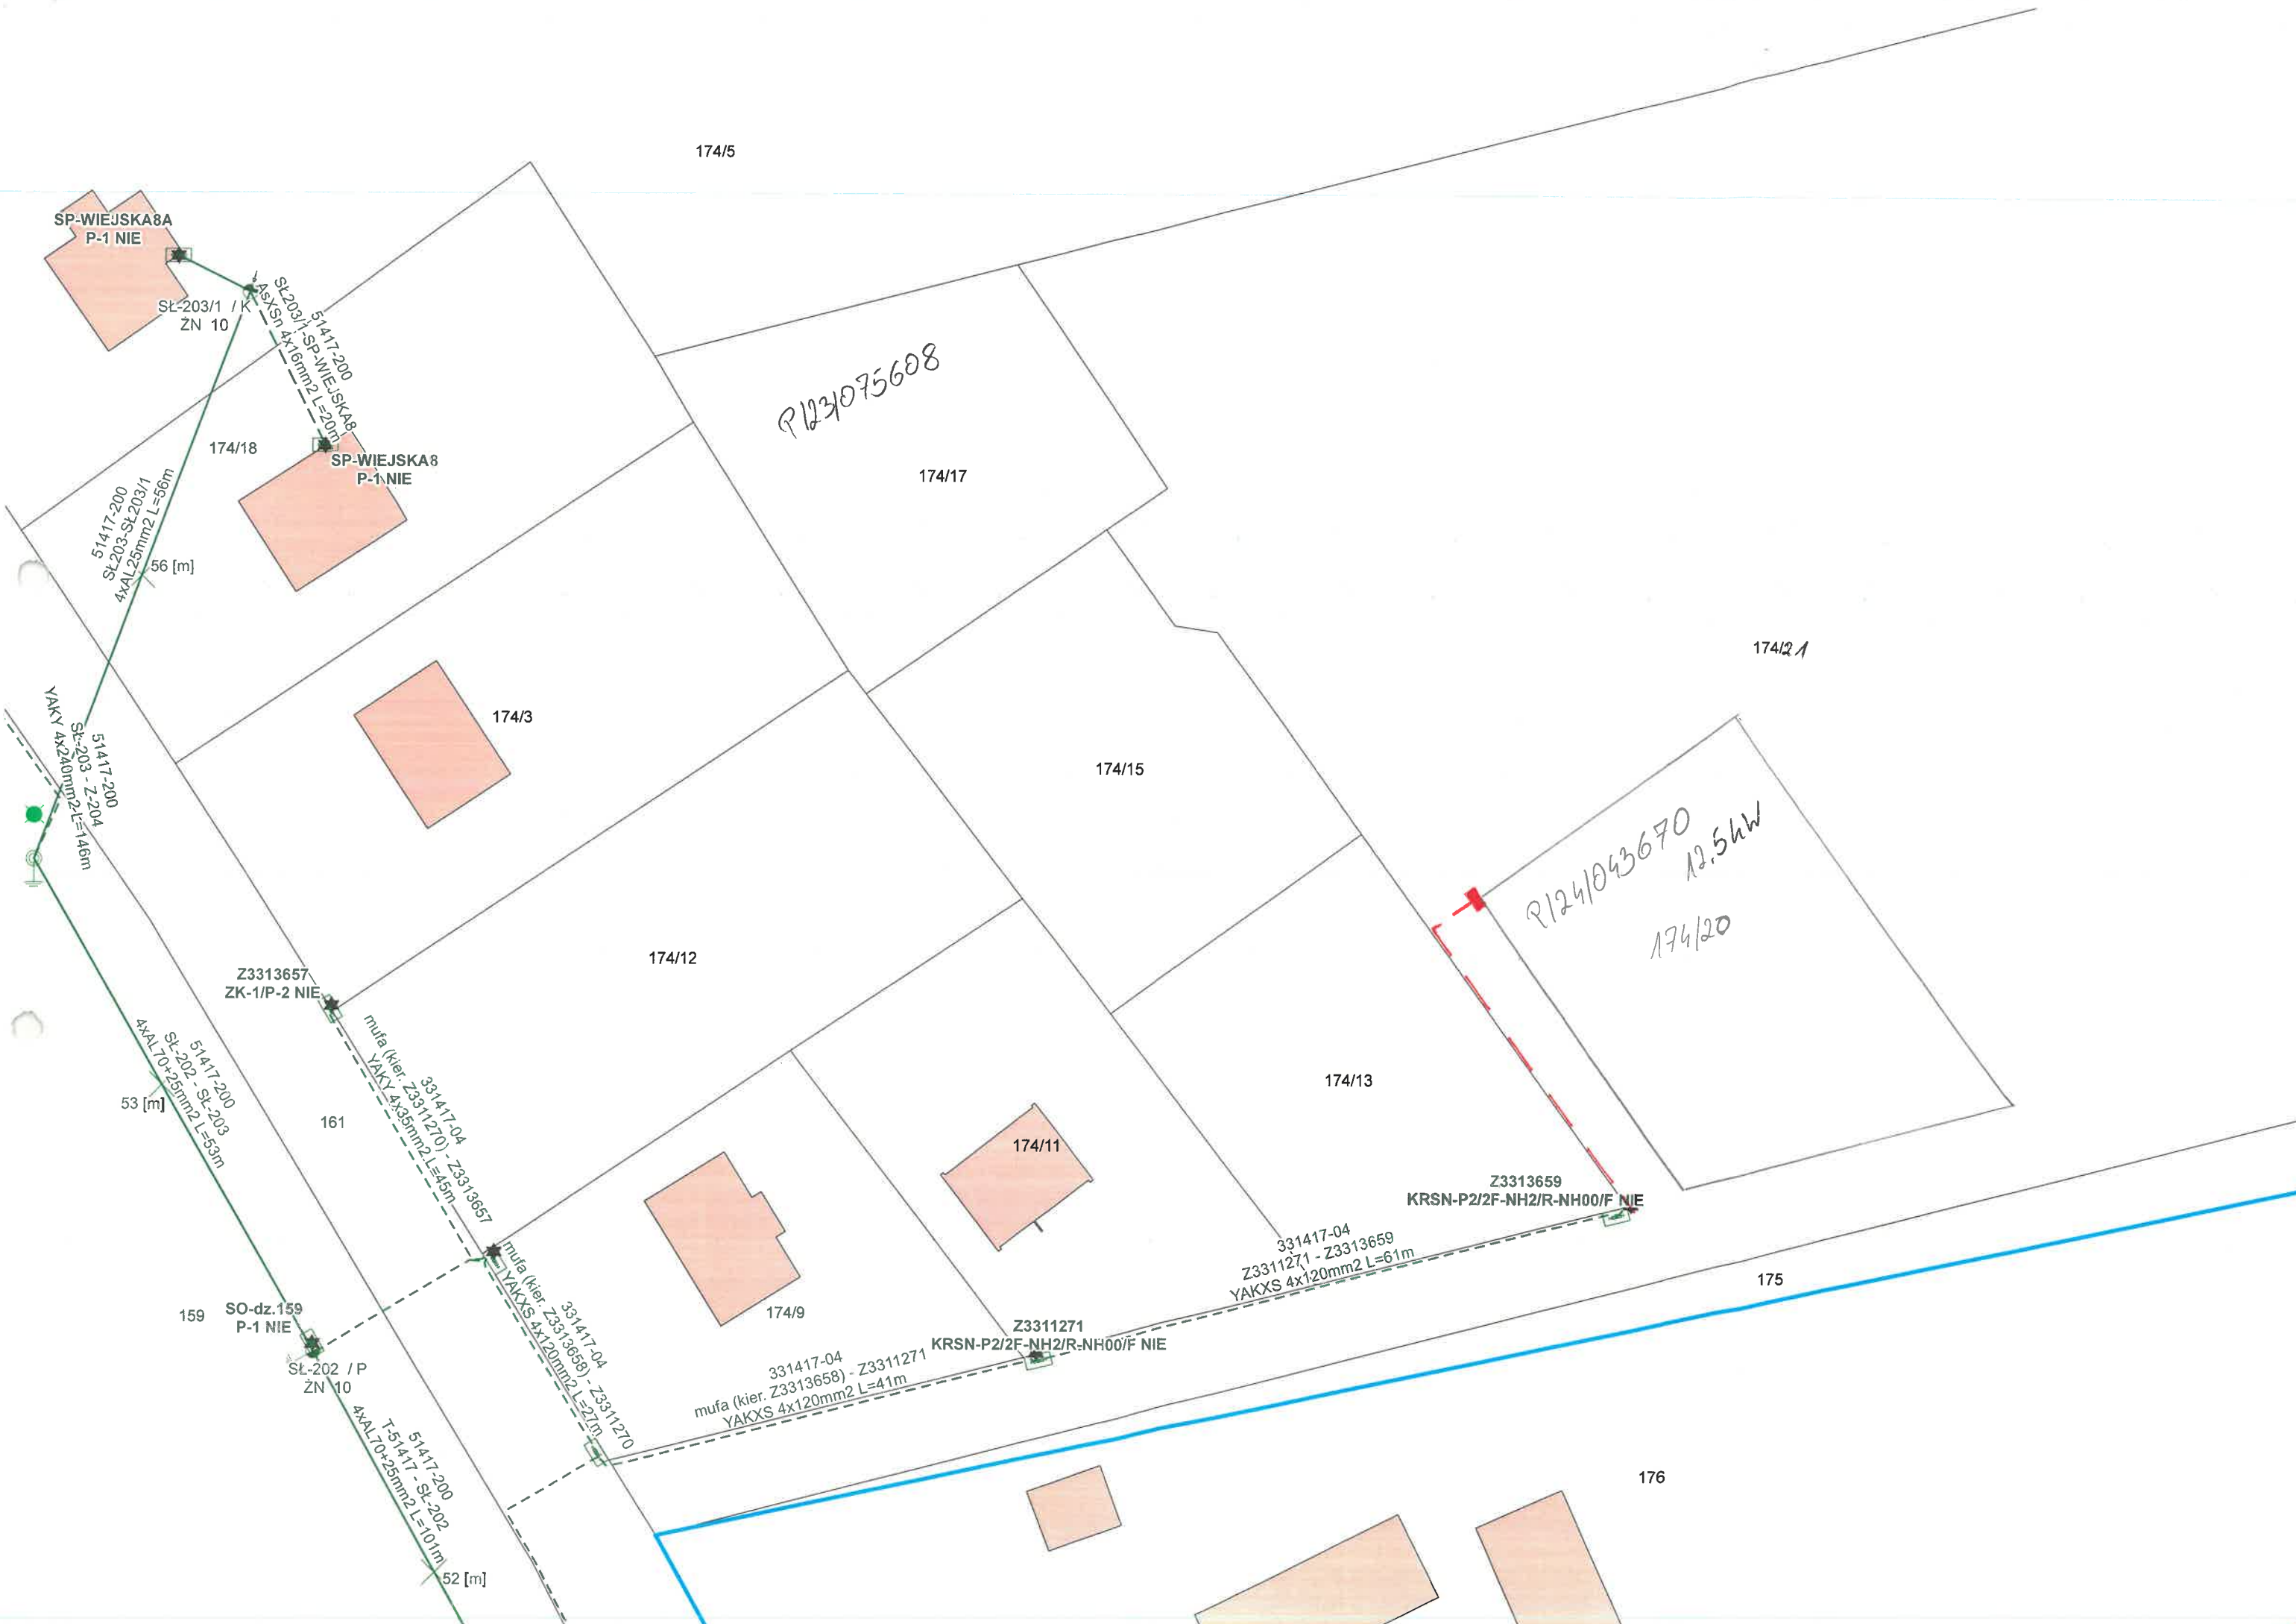 174/5
SP-WIEJSKA8A
P-1 NIE
SŁ-203/1 / K
ŻN 10
51417-200
SŁ203/1-SP-WIEJSKA8
AsXSn 4x16mm2 L=20m
P/23/075608
174/18
SP-WIEJSKA8
P-1 NIE
174/17
51417-200
SŁ203-SŁ203/1
4xAL25mm2 L=56m
56 [m]
174/21
51417-200
SŁ-203 - Z-204
YAKY 4x240mm2 L=146m
174/3
174/15
P/24/043670
12,5kW
174/20
174/12
Z3313657
ZK-1/P-2 NIE
331417-04
mufa (kier. Z3311270) - Z3313657
YAKY 4x35mm2 L=45m
51417-200
SŁ-202 - SŁ-203
4xAL70+25mm2 L=53m
53 [m]
161
174/13
174/11
Z3313659
KRSN-P2/2F-NH2/R-NH00/F NIE
331417-04
Z3311271 - Z3313659
YAKXS 4x120mm2 L=61m
175
159
SO-dz.159
P-1 NIE
SŁ-202 / P
ŻN 10
331417-04
mufa (kier. Z3313658) - Z3311270
YAKXS 4x120mm2 L=27m
174/9
Z3311271
KRSN-P2/2F-NH2/R-NH00/F NIE
331417-04
mufa (kier. Z3313658) - Z3311271
YAKXS 4x120mm2 L=41m
51417-200
T-51417 - SŁ-202
4xAL70+25mm2 L=101m
52 [m]
176